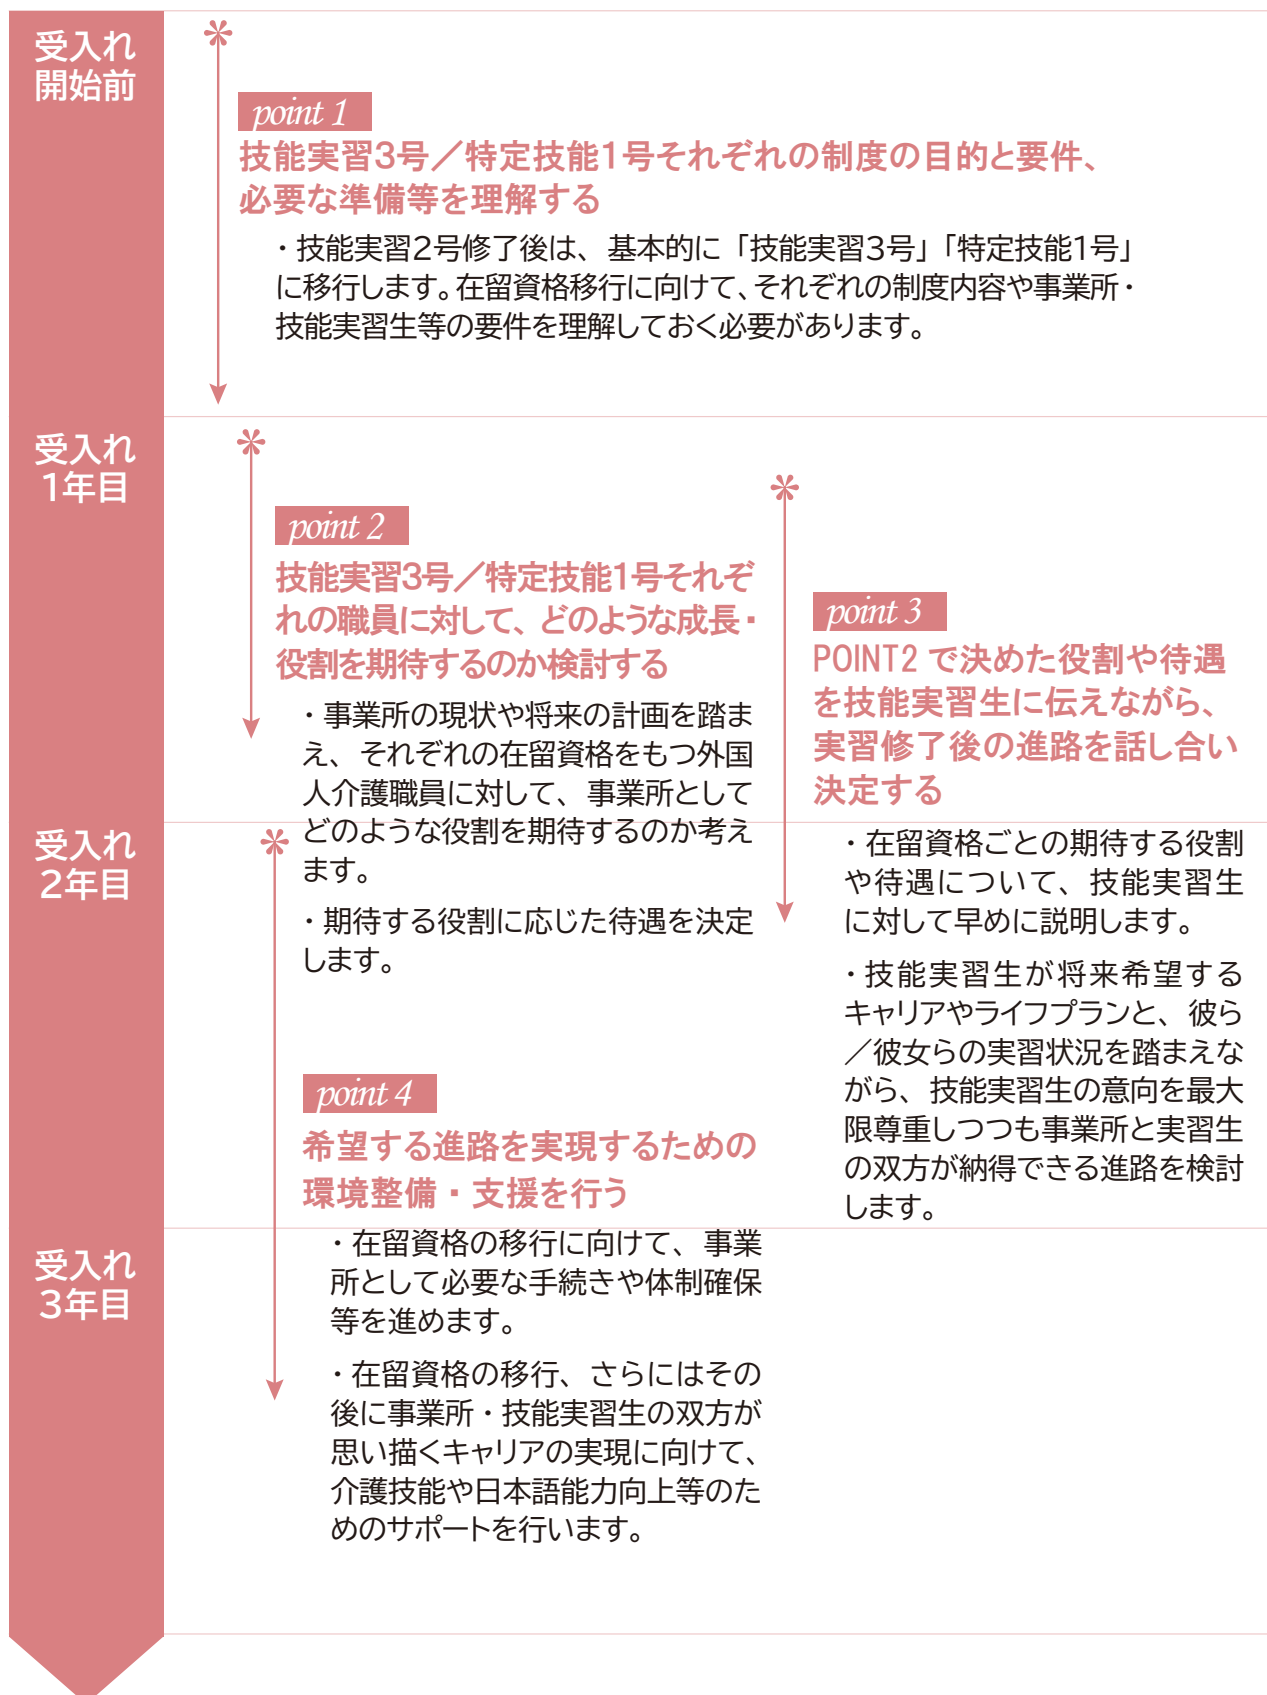 受入れ
開始前
point 1
技能実習3号／特定技能1号それぞれの制度の目的と要件、
必要な準備等を理解する
・技能実習2号修了後は、基本的に「技能実習3号」「特定技能1号」
に移行します。在留資格移行に向けて、それぞれの制度内容や事業所・
技能実習生等の要件を理解しておく必要があります。
受入れ
1年目
point 2
技能実習3号／特定技能1号それぞ
れの職員に対して、どのような成長・
役割を期待するのか検討する
・事業所の現状や将来の計画を踏ま
え、それぞれの在留資格をもつ外国
人介護職員に対して、事業所として
どのような役割を期待するのか考え
ます。
・期待する役割に応じた待遇を決定
します。
point 3
POINT2 で決めた役割や待遇
を技能実習生に伝えながら、
実習修了後の進路を話し合い
決定する
・在留資格ごとの期待する役割
や待遇について、技能実習生
に対して早めに説明します。
・技能実習生が将来希望する
キャリアやライフプランと、彼ら
／彼女らの実習状況を踏まえな
がら、技能実習生の意向を最大
限尊重しつつも事業所と実習生
の双方が納得できる進路を検討
します。
受入れ
2年目
point 4
希望する進路を実現するための
環境整備・支援を行う
・在留資格の移行に向けて、事業
所として必要な手続きや体制確保
等を進めます。
・在留資格の移行、さらにはその
後に事業所・技能実習生の双方が
思い描くキャリアの実現に向けて、
介護技能や日本語能力向上等のた
めのサポートを行います。
受入れ
3年目